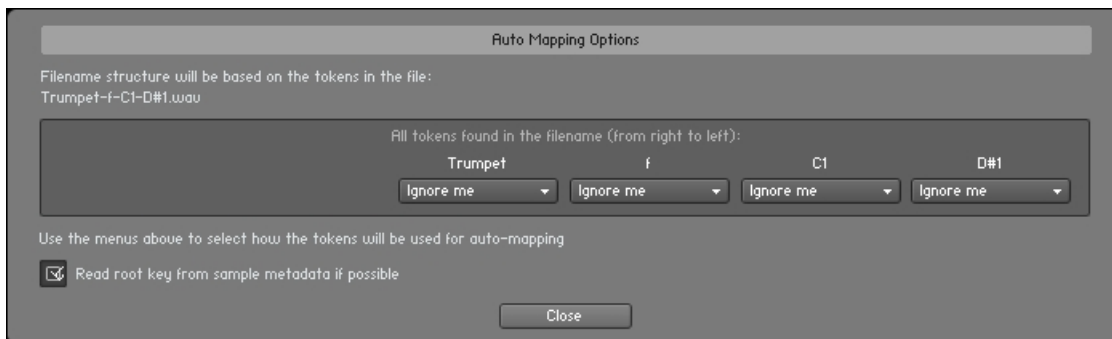 Auto Mapping Options
Filename structure will be based on the tokens in the file:
Trumpet-f-C1-D#1.wav
All tokens found in the filename (from right to left):
Trumpet f C1 D#1
Ignore me Ignore me Ignore me Ignore me
Use the menus above to select how the tokens will be used for auto-mapping
Read root key from sample metadata if possible
Close